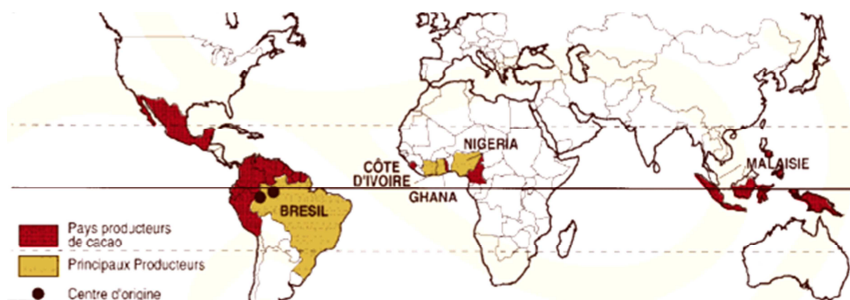 NIGERIA
CÔTE
D'IVOIRE
GHANA
MALAISIE
BRESIL
Pays producteurs
de cacao
Principaux Producteurs
Centre d'origine